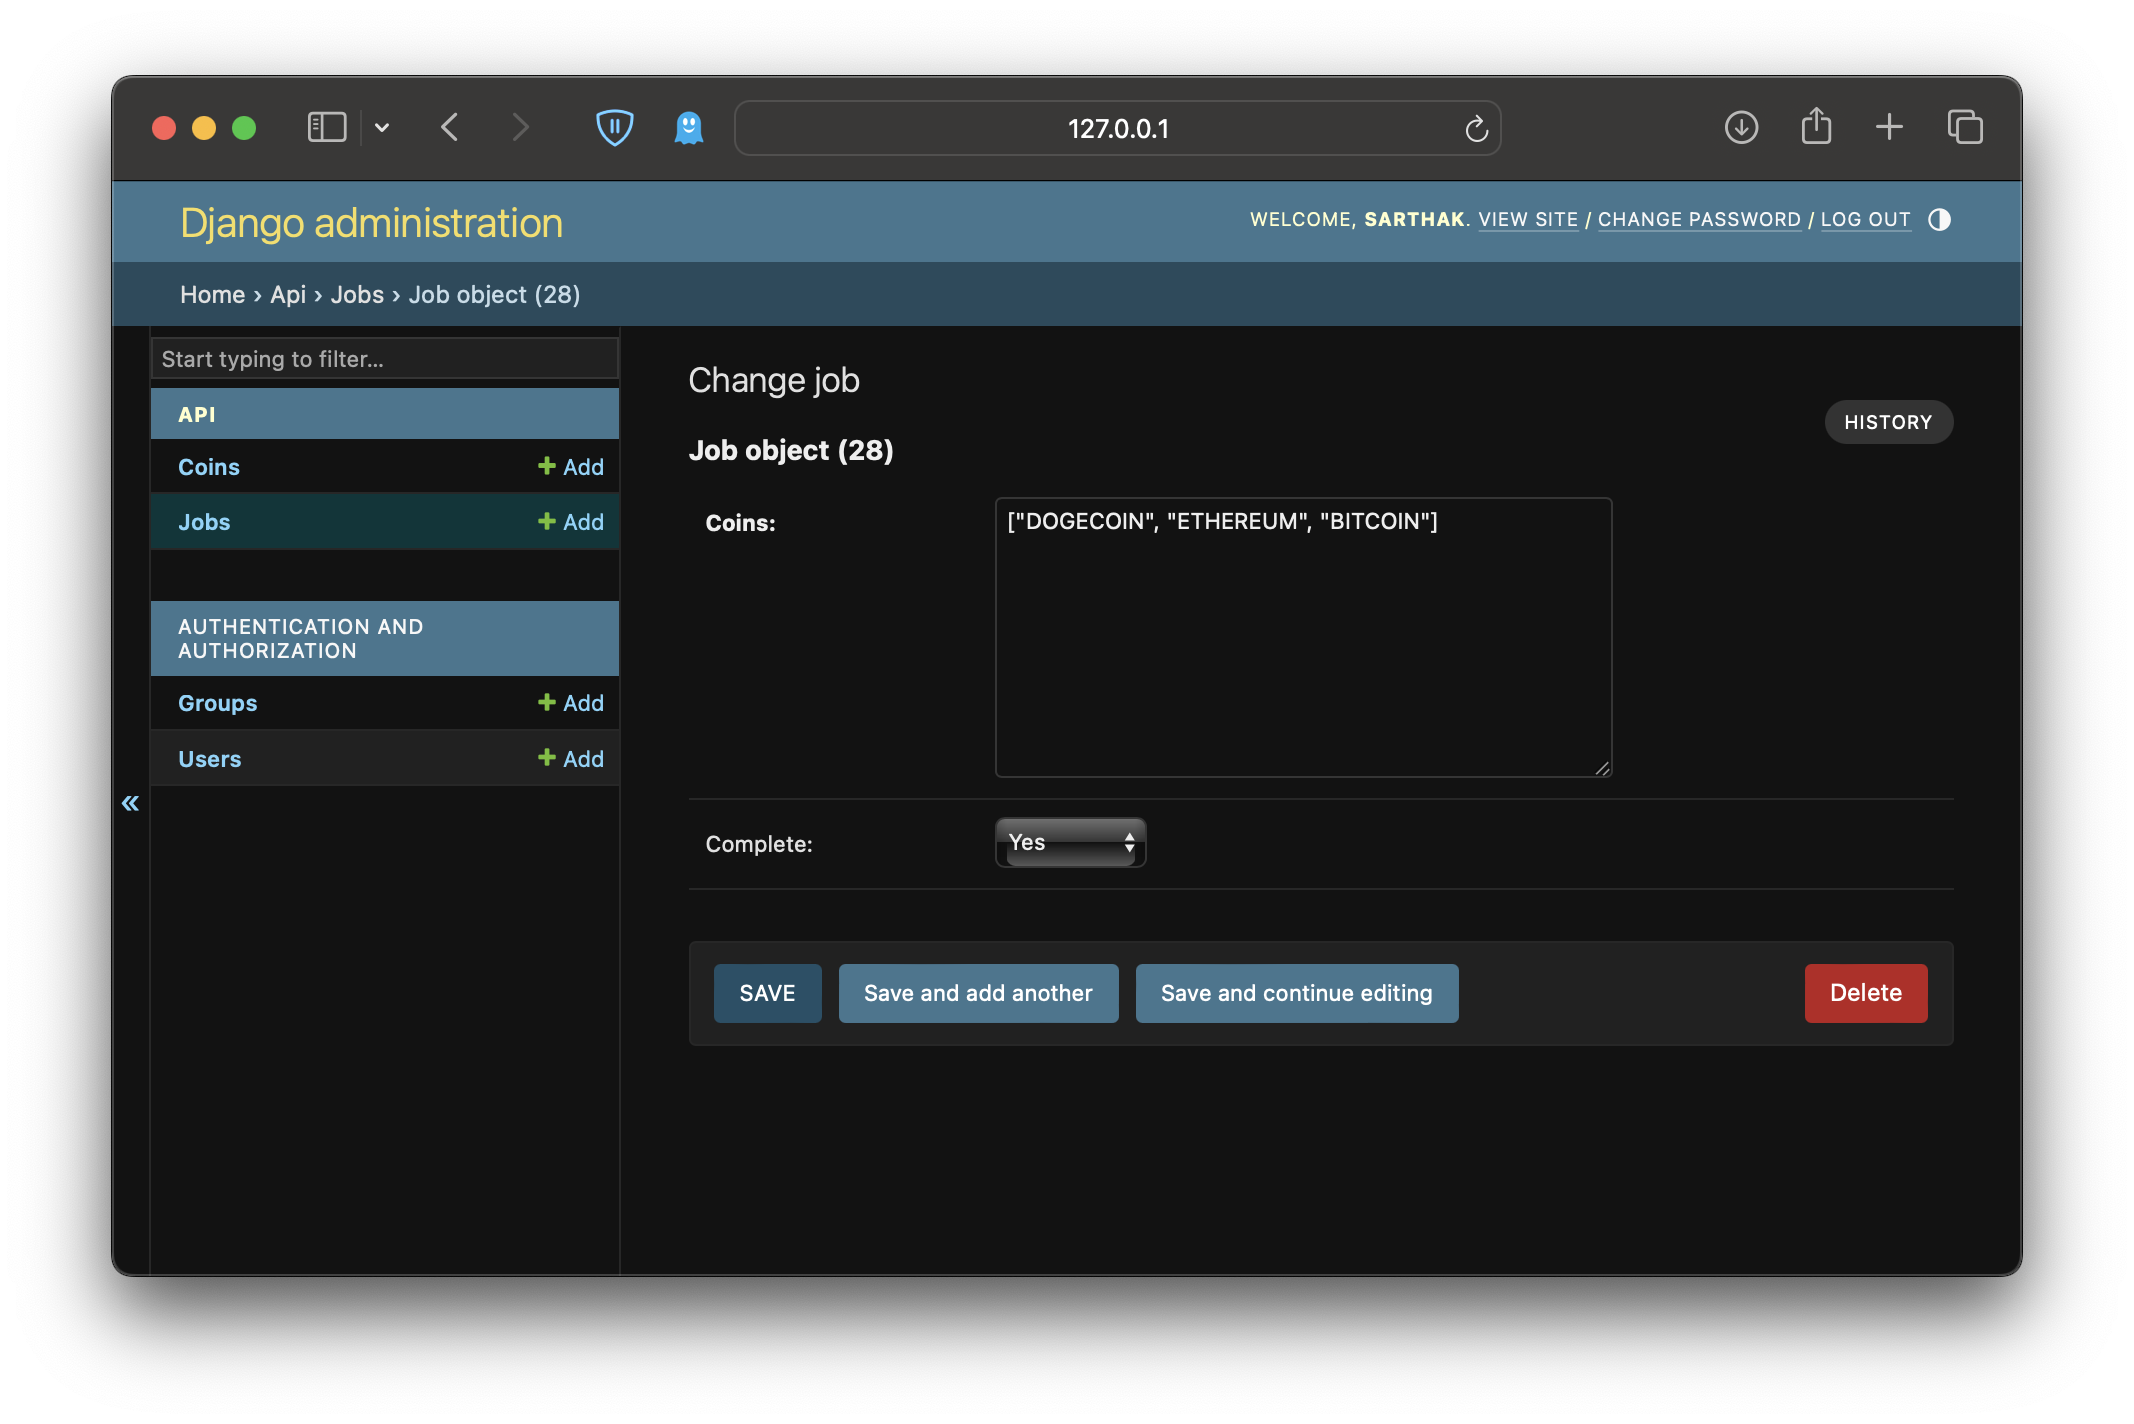 127.0.0.1
Django administration
WELCOME, SARTHAK. VIEW SITE / CHANGE PASSWORD / LOG OUT
Home › Api › Jobs › Job object (28)
Start typing to filter...
API
Coins
Add
Jobs
Add
AUTHENTICATION AND
AUTHORIZATION
Groups
Add
Users
Add
«
Change job
HISTORY
Job object (28)
Coins:
["DOGECOIN", "ETHEREUM", "BITCOIN"]
Complete:
Yes
SAVE
Save and add another
Save and continue editing
Delete